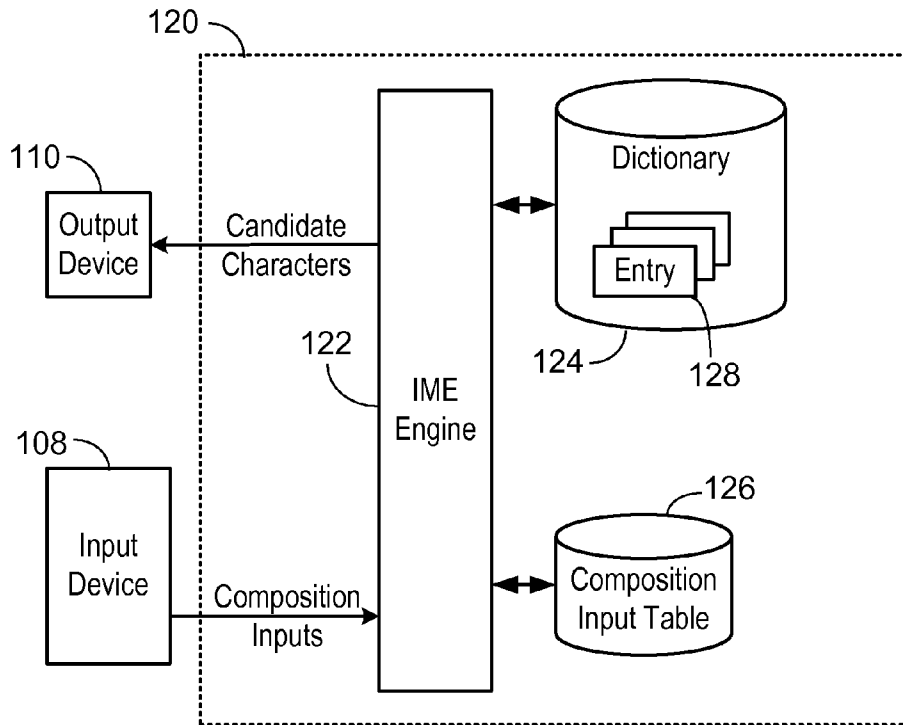 120
110
Output
Device
Candidate
Characters
Dictionary
Entry
124
128
122
IME
Engine
108
Input
Device
Composition
Inputs
126
Composition
Input Table